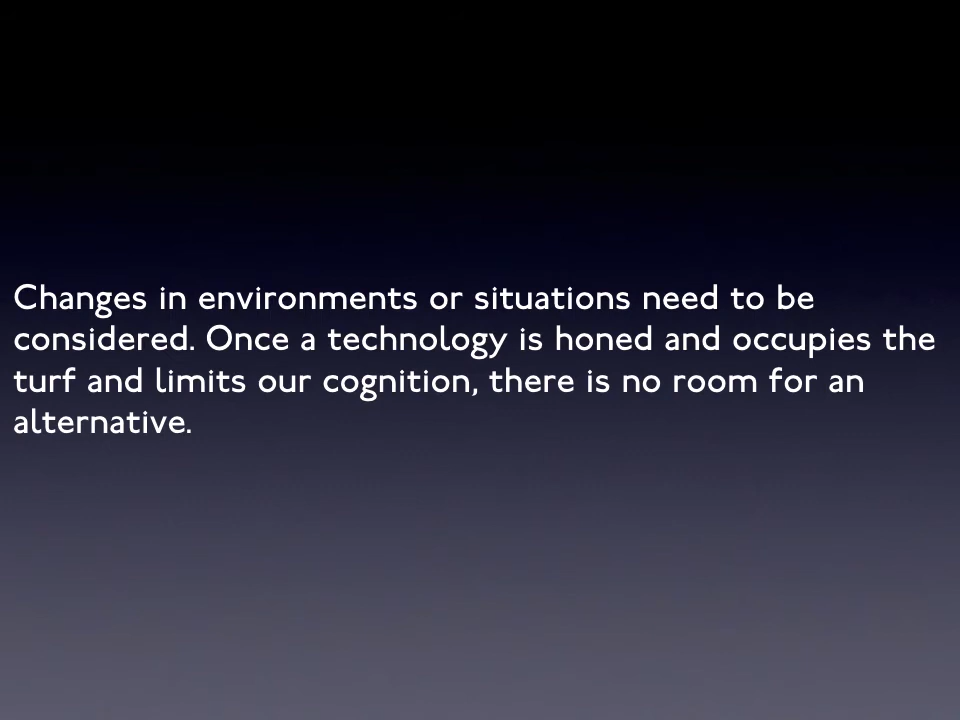 Changes in environments or situations need to be
considered. Once a technology is honed and occupies the
turf and limits our cognition, there is no room for an
alternative.